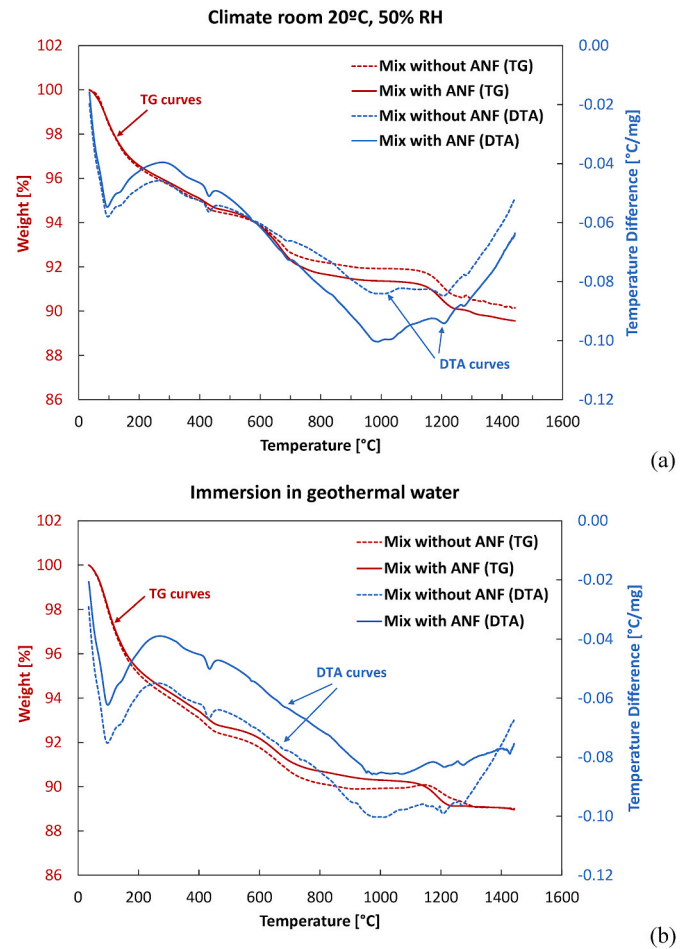 Climate room 20ºC, 50% RH
102
100
98
96
94
92
90
88
86
Weight [%]
0.00
-0.02
-0.04
-0.06
-0.08
-0.10
-0.12
Temperature Difference [°C/mg]
Mix without ANF (TG)
Mix with ANF (TG)
Mix without ANF (DTA)
Mix with ANF (DTA)
TG curves
DTA curves
0 200 400 600 800 1000 1200 1400 1600
Temperature [°C]
(a)
Immersion in geothermal water
102
100
98
96
94
92
90
88
86
Weight [%]
0.00
-0.02
-0.04
-0.06
-0.08
-0.10
-0.12
Temperature Difference [°C/mg]
Mix without ANF (TG)
Mix with ANF (TG)
Mix without ANF (DTA)
Mix with ANF (DTA)
TG curves
DTA curves
0 200 400 600 800 1000 1200 1400 1600
Temperature [°C]
(b)